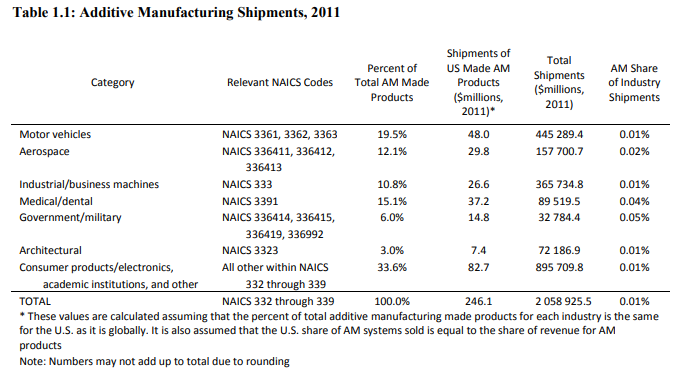 Table 1.1: Additive Manufacturing Shipments, 2011
Category Relevant NAICS Codes Percent of Total AM Made Products Shipments of US Made AM Products ($millions, 2011)* Total Shipments ($millions, 2011) AM Share of Industry Shipments
Motor vehicles NAICS 3361, 3362, 3363 19.5% 48.0 445 289.4 0.01%
Aerospace NAICS 336411, 336412, 12.1% 29.8 157 700.7 0.02%
336413
Industrial/business machines NAICS 333 10.8% 26.6 365 734.8 0.01%
Medical/dental NAICS 3391 15.1% 37.2 89 519.5 0.04%
Government/military NAICS 336414, 336415, 6.0% 14.8 32 784.4 0.05%
336419, 336992
Architectural NAICS 3323 3.0% 7.4 72 186.9 0.01%
Consumer products/electronics, All other within NAICS 33.6% 82.7 895 709.8 0.01%
academic institutions, and other 332 through 339
TOTAL NAICS 332 through 339 100.0% 246.1 2 058 925.5 0.01%
* These values are calculated assuming that the percent of total additive manufacturing made products for each industry is the same
for the U.S. as it is globally. It is also assumed that the U.S. share of AM systems sold is equal to the share of revenue for AM
products
Note: Numbers may not add up to total due to rounding